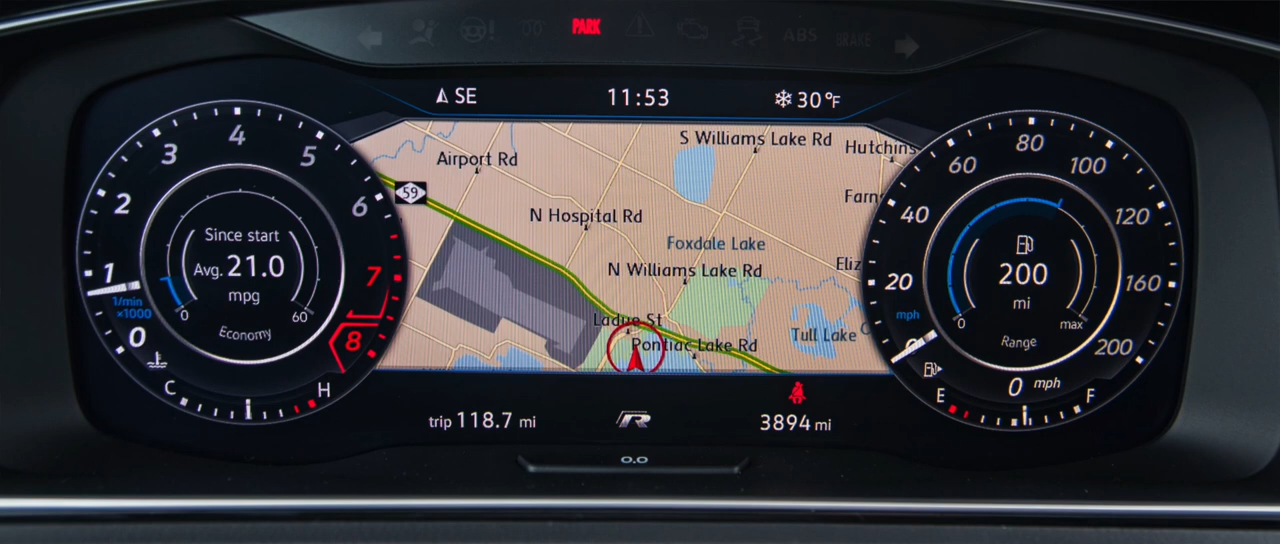 PARK
ABS
BRAKE
SE
11:53
30°F
S Williams Lake Rd
Hutchins
Airport Rd
59
Farn
N Hospital Rd
Foxdale Lake
N Williams Lake Rd
Eliz
Ladue St
Tull Lake
Pontiac Lake Rd
0
1
2
3
4
5
6
7
8
1/min
×1000
Since start
Avg. 21.0
mpg
0
60
Economy
C
H
20
40
60
80
100
120
160
200
mph
200
mi
0
max
Range
0 mph
E
F
trip 118.7 mi
R
3894 mi
0.0